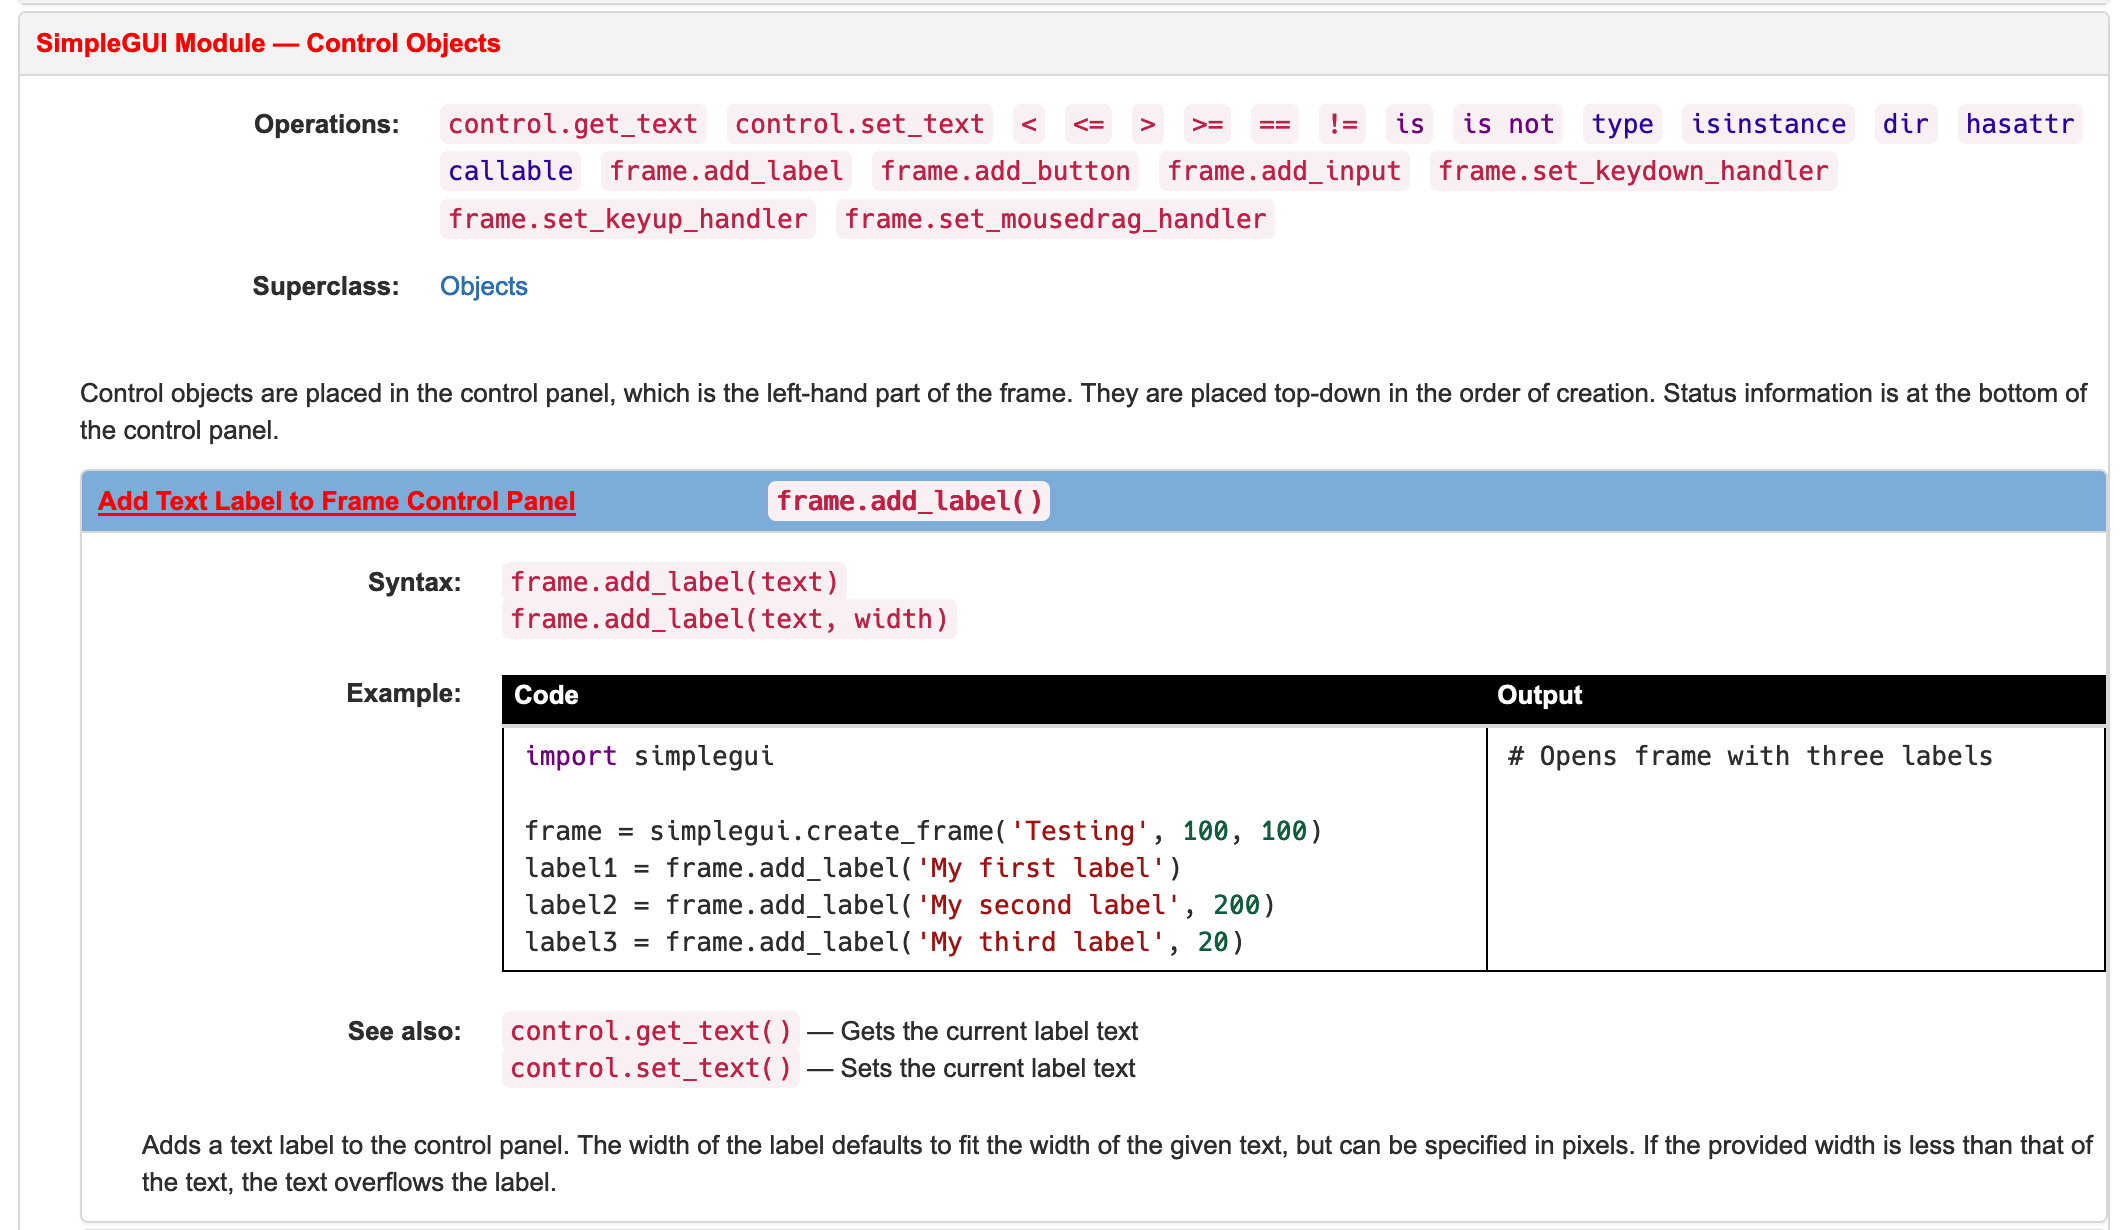 SimpleGUI Module — Control Objects
Operations: control.get_text control.set_text < <= > >= == != is is not type isinstance dir hasattr
callable frame.add_label frame.add_button frame.add_input frame.set_keydown_handler
frame.set_keyup_handler frame.set_mousedrag_handler
Superclass: Objects
Control objects are placed in the control panel, which is the left-hand part of the frame. They are placed top-down in the order of creation. Status information is at the bottom of
the control panel.
Add Text Label to Frame Control Panel frame.add_label()
Syntax: frame.add_label(text)
frame.add_label(text, width)
Example: Code Output
import simplegui # Opens frame with three labels
frame = simplegui.create_frame('Testing', 100, 100)
label1 = frame.add_label('My first label')
label2 = frame.add_label('My second label', 200)
label3 = frame.add_label('My third label', 20)
See also: control.get_text() — Gets the current label text
control.set_text() — Sets the current label text
Adds a text label to the control panel. The width of the label defaults to fit the width of the given text, but can be specified in pixels. If the provided width is less than that of
the text, the text overflows the label.